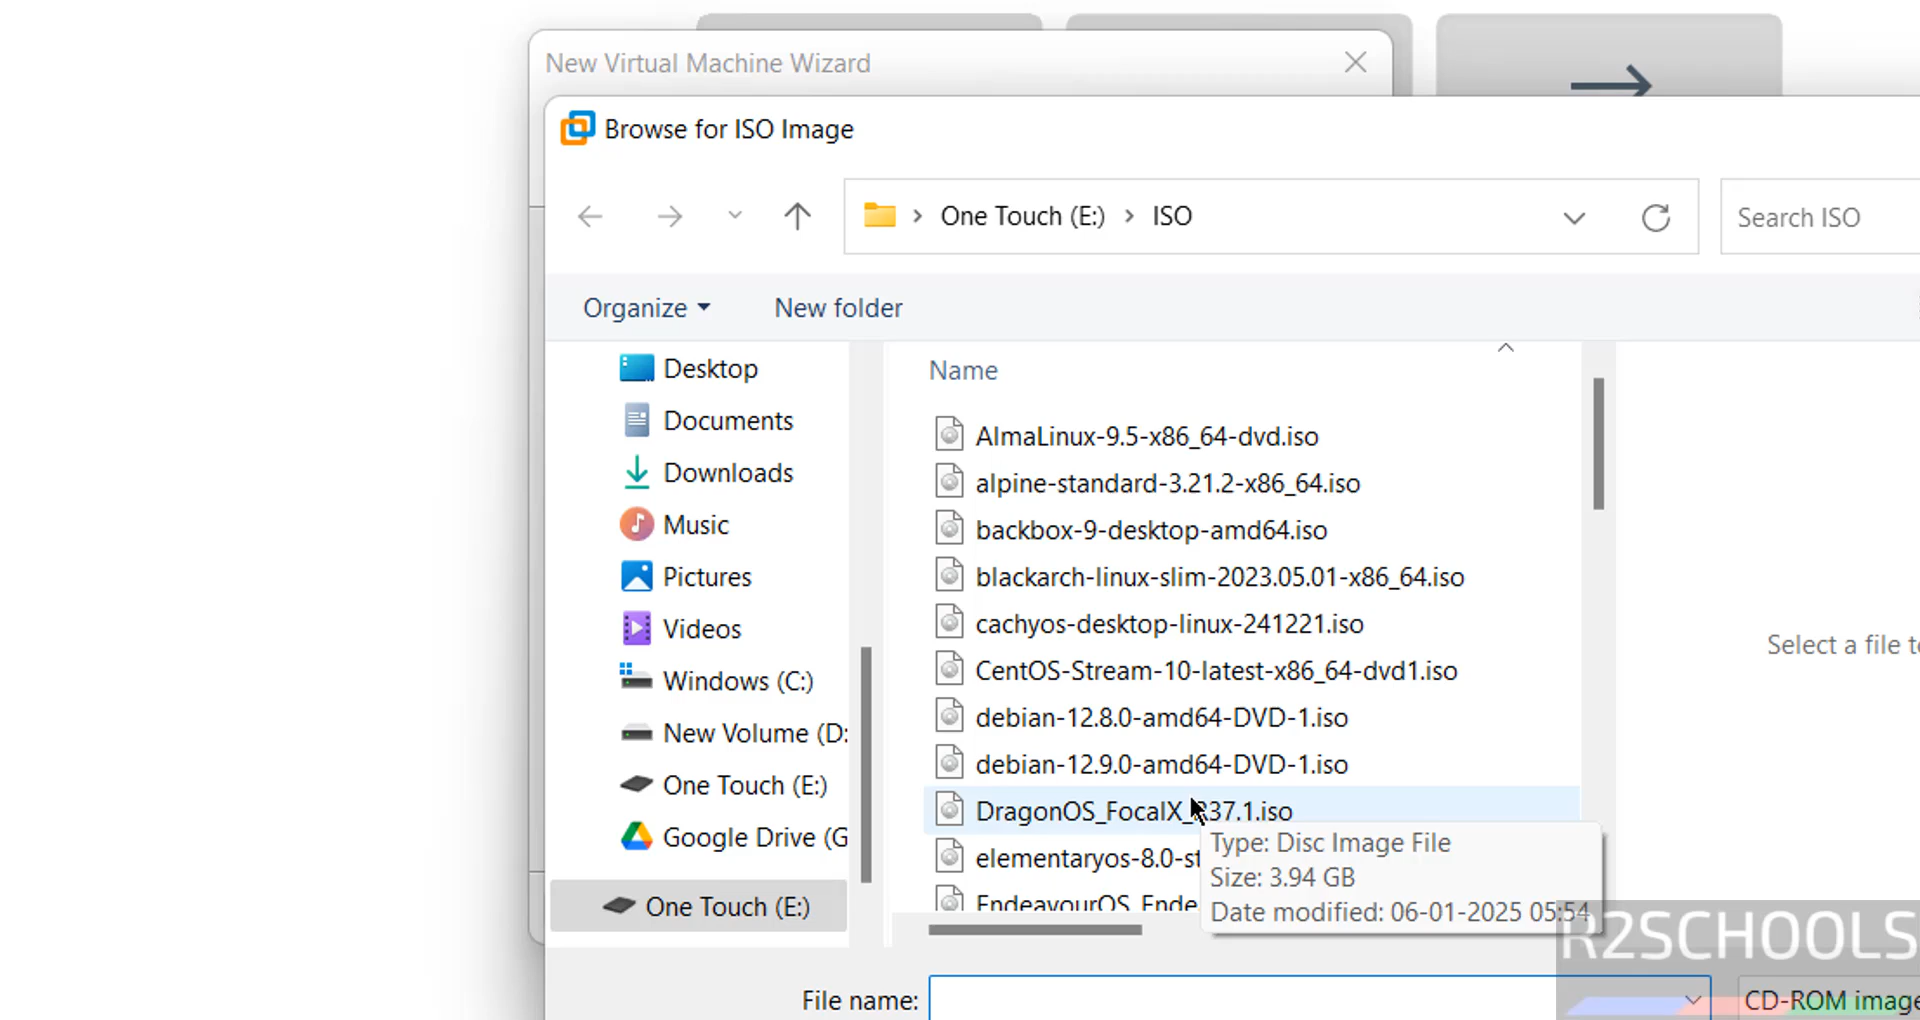 New Virtual Machine Wizard
Browse for ISO Image
One Touch (E:) > ISO
Search ISO
Organize
New folder
Desktop
Documents
Downloads
Music
Pictures
Videos
Windows (C:)
New Volume (D:
One Touch (E:)
Google Drive (G
One Touch (E:)
Name
AlmaLinux-9.5-x86_64-dvd.iso
alpine-standard-3.21.2-x86_64.iso
backbox-9-desktop-amd64.iso
blackarch-linux-slim-2023.05.01-x86_64.iso
cachyos-desktop-linux-241221.iso
CentOS-Stream-10-latest-x86_64-dvd1.iso
debian-12.8.0-amd64-DVD-1.iso
debian-12.9.0-amd64-DVD-1.iso
DragonOS_FocalX_R37.1.iso
elementaryos-8.0-st
EndeavourOS_Ende
Type: Disc Image File
Size: 3.94 GB
Date modified: 06-01-2025 05:54
Select a file t
R2SCHOOLS
File name:
CD-ROM image